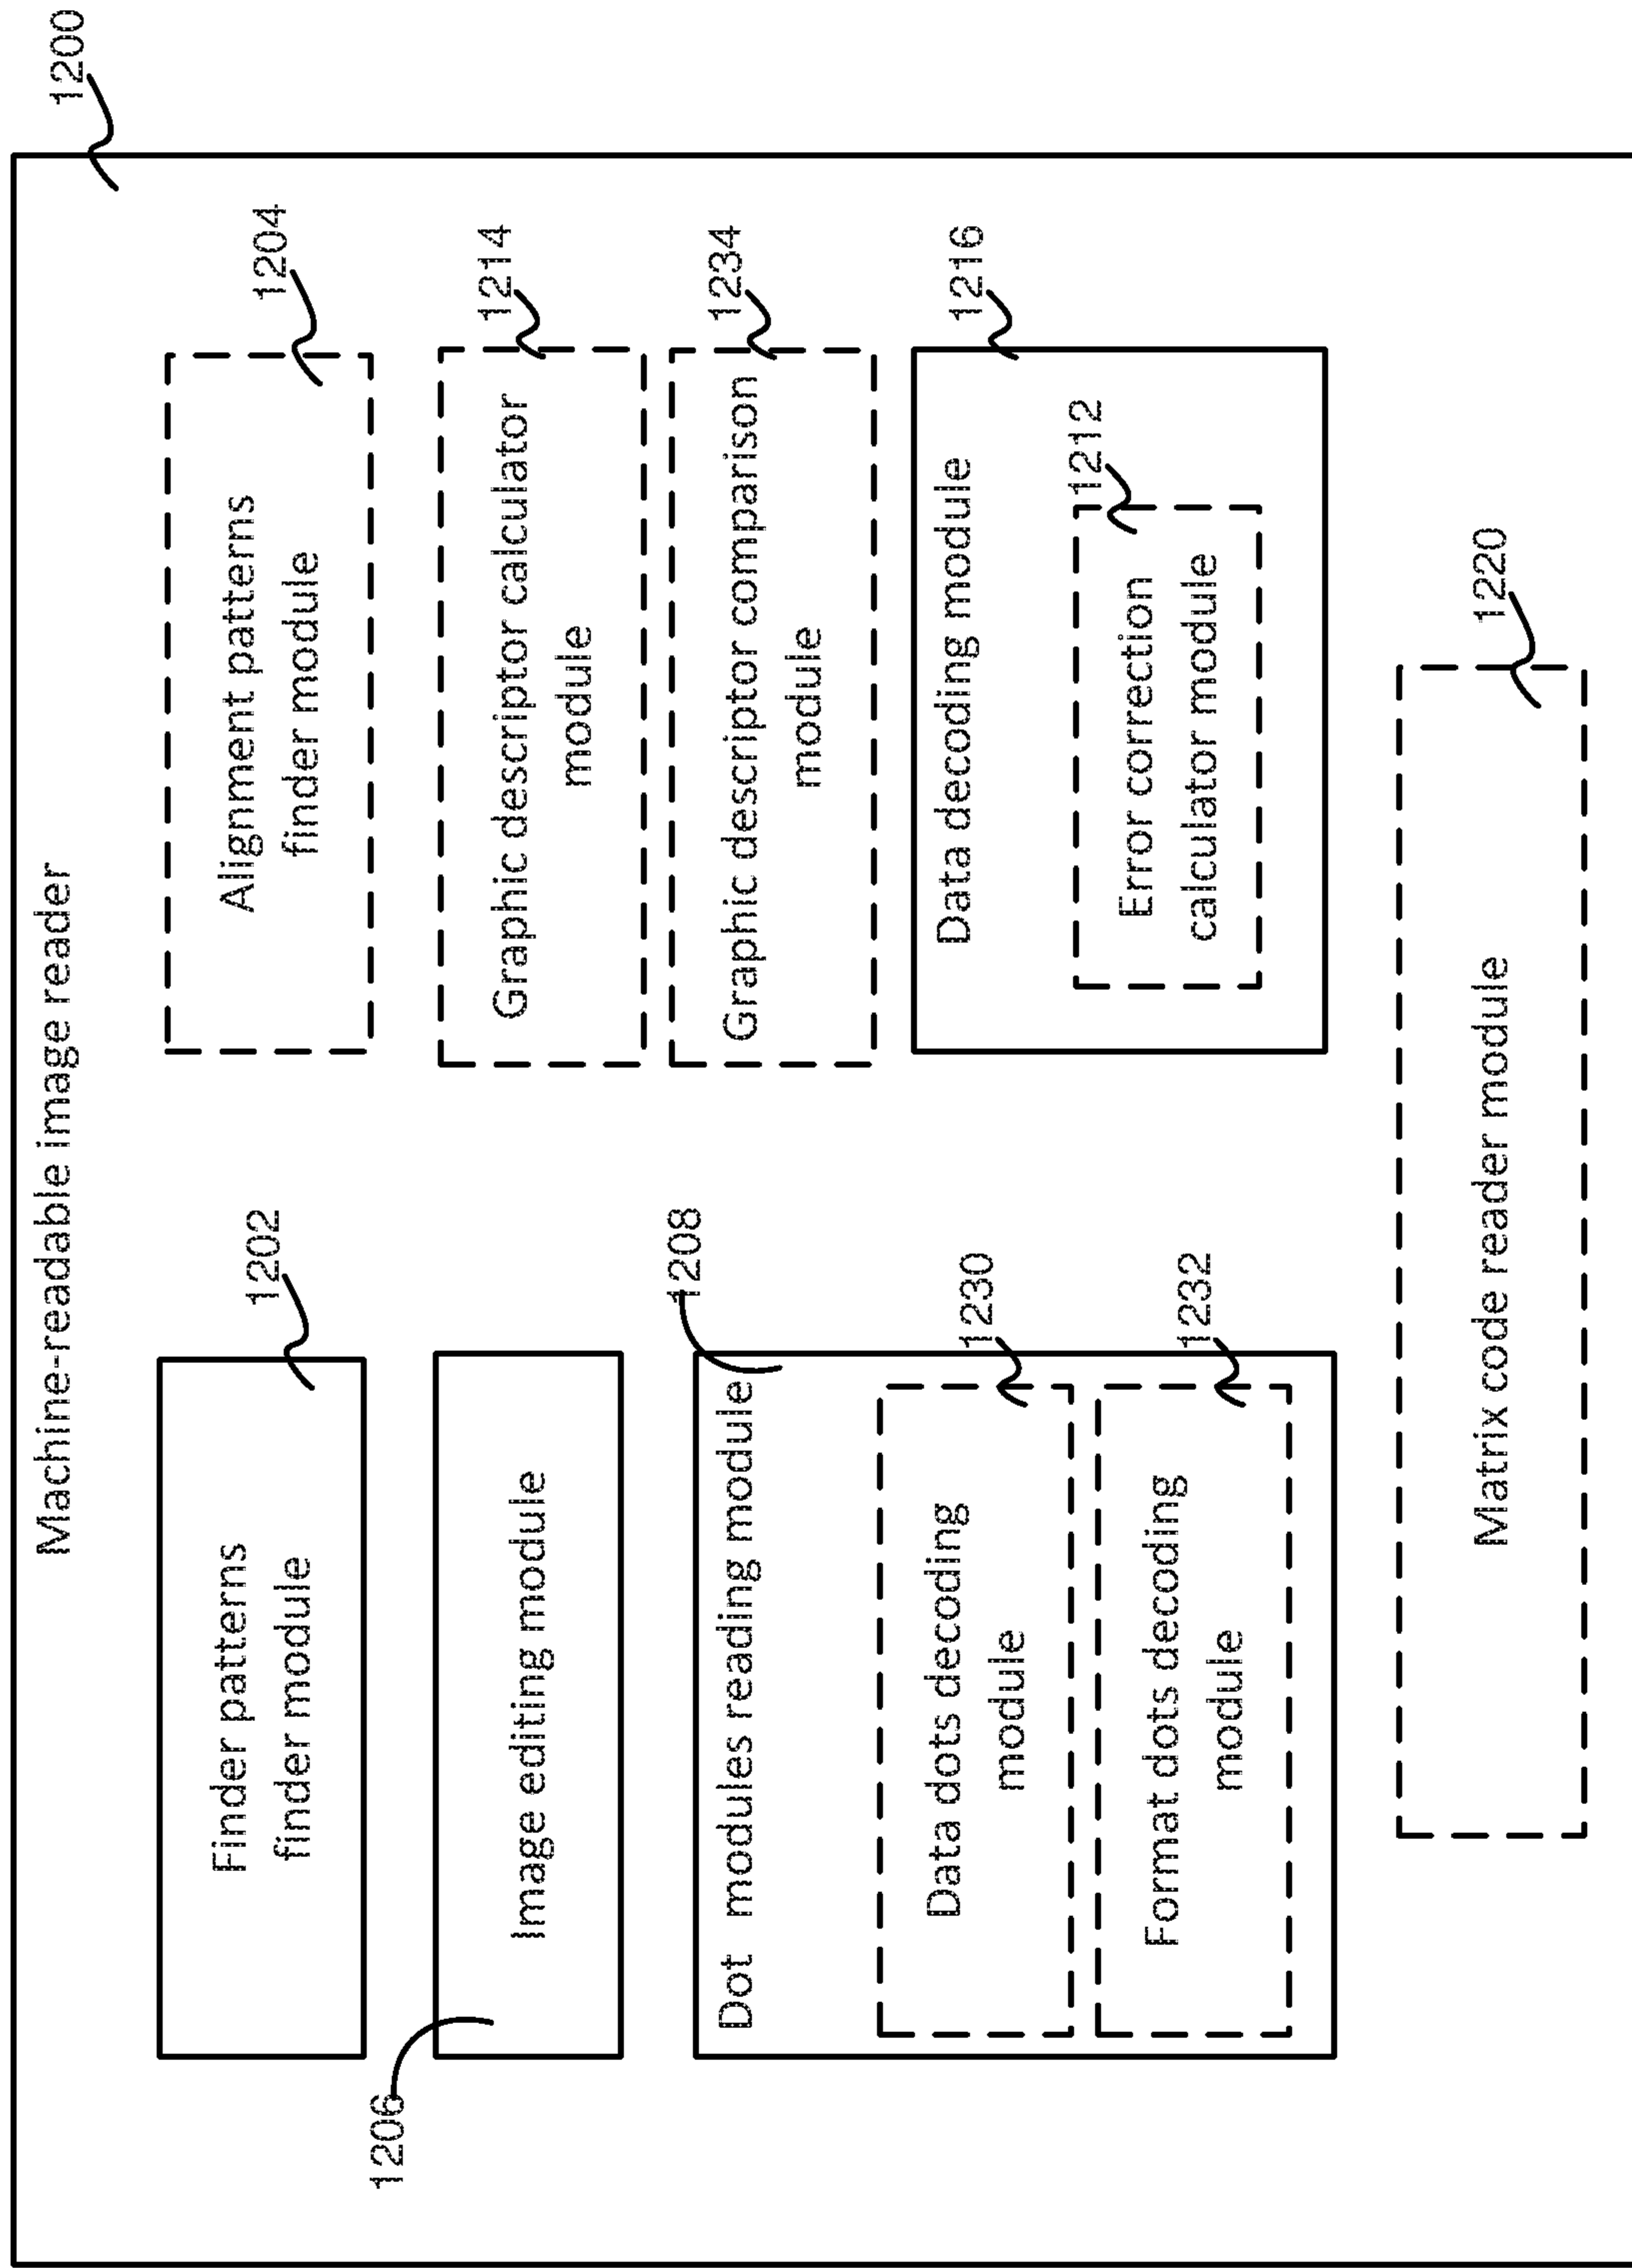 Machine-readable image reader
1200
Finder patterns
finder module
1202
Alignment patterns
finder module
1204
1206
Image editing module
Graphic descriptor calculator
module
1214
Graphic descriptor comparison
module
1234
Dot modules reading module
1208
Data dots decoding
module
1230
Format dots decoding
module
1232
Data decoding module
1216
Error correction
calculator module
1212
Matrix code reader module
1220